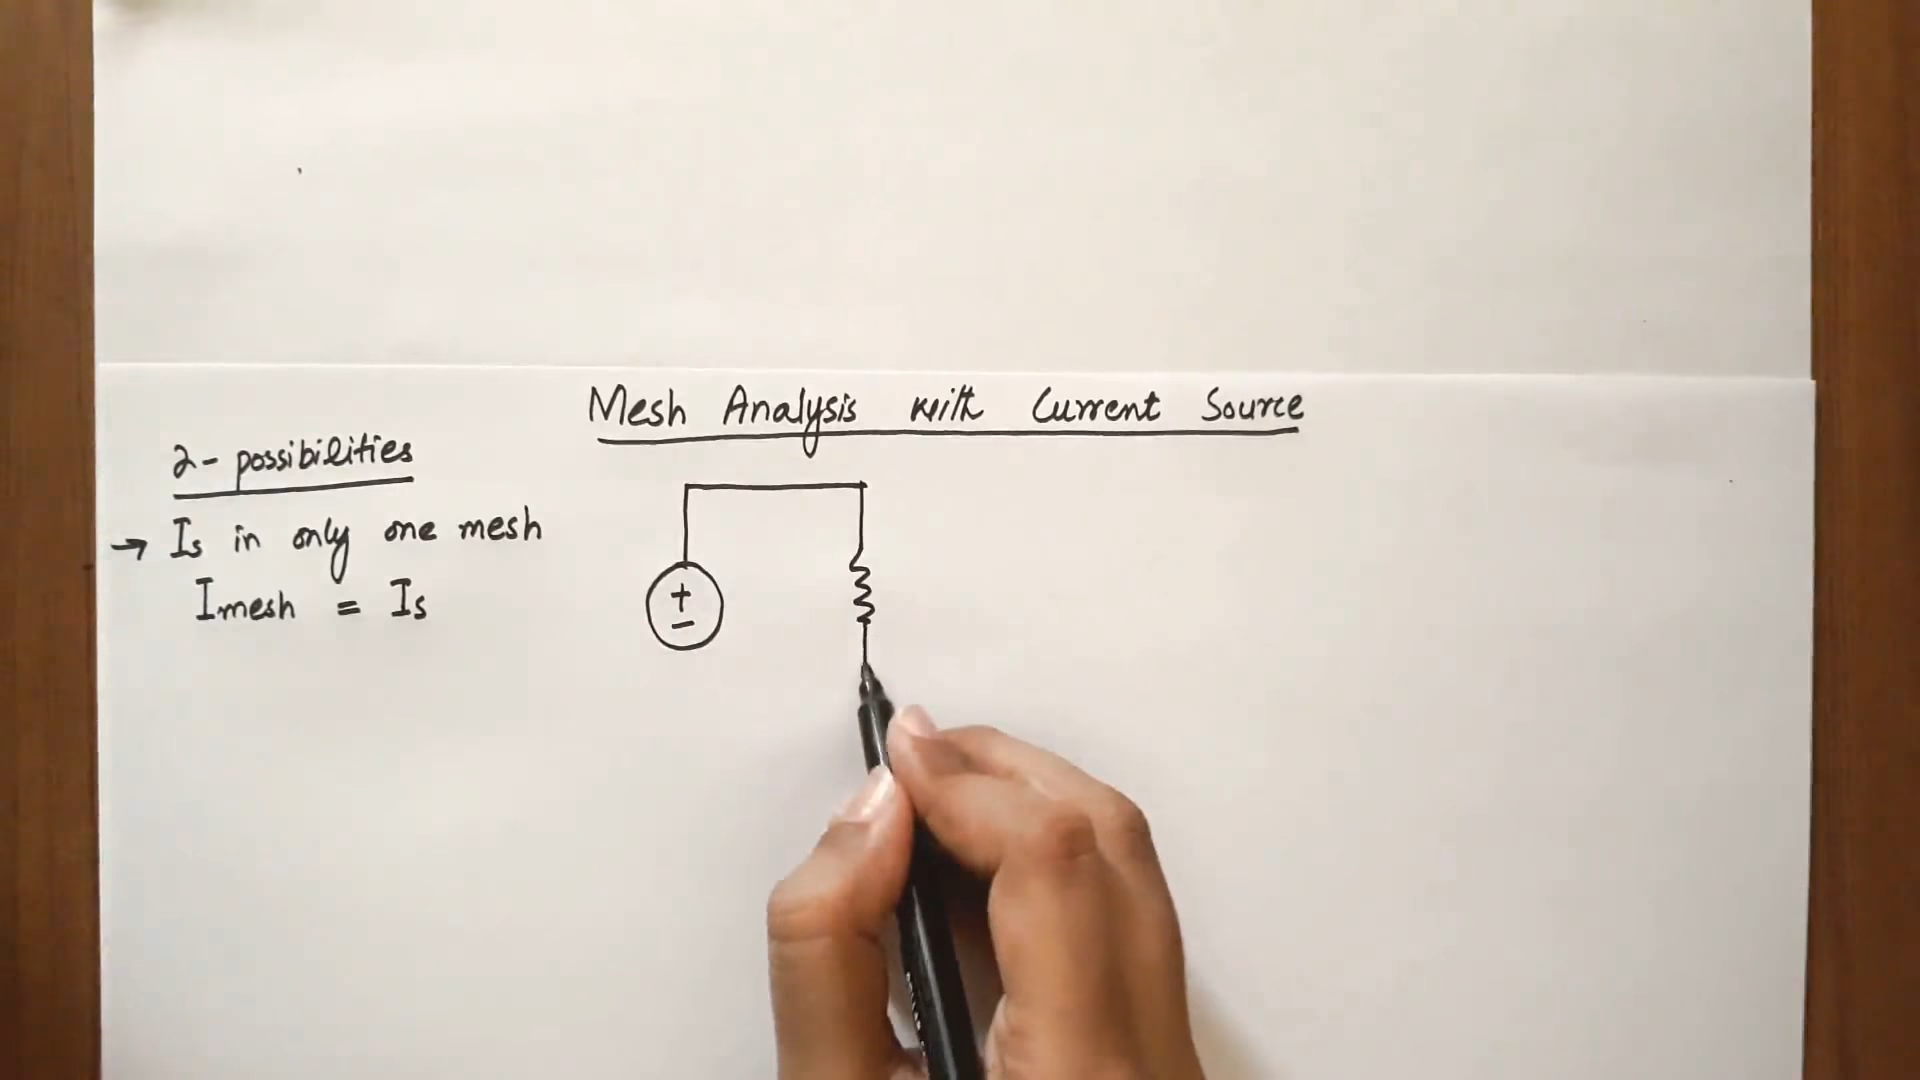 Mesh Analysis with Current Source
2- possibilities
→ Is in only one mesh
Imesh = Is
+
−